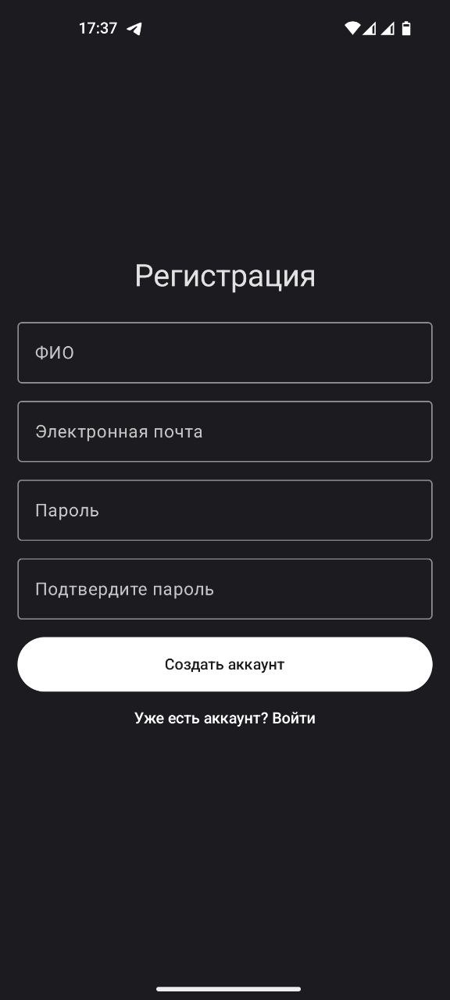 17:37
Регистрация
ФИО
Электронная почта
Пароль
Подтвердите пароль
Создать аккаунт
Уже есть аккаунт? Войти